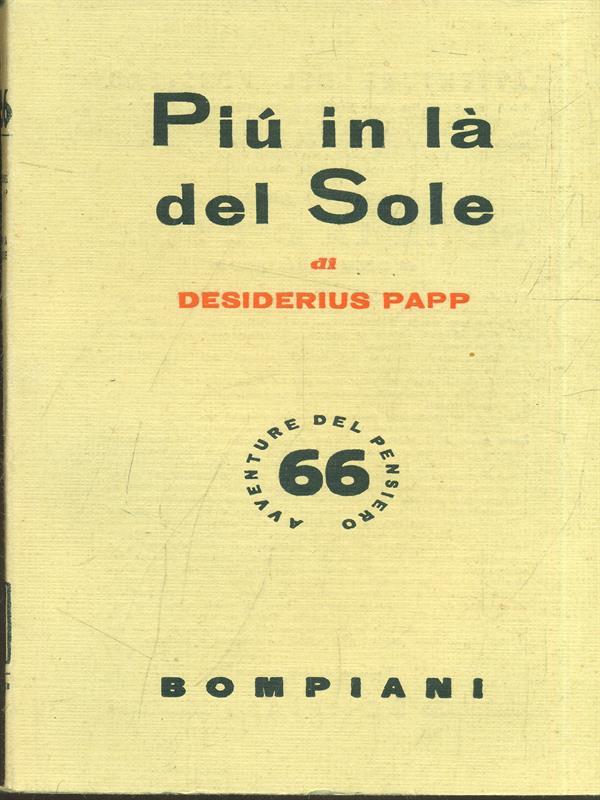 Piú in là
del Sole
di
DESIDERIUS PAPP
AVVENTURE DEL PENSIERO
66
BOMPIANI